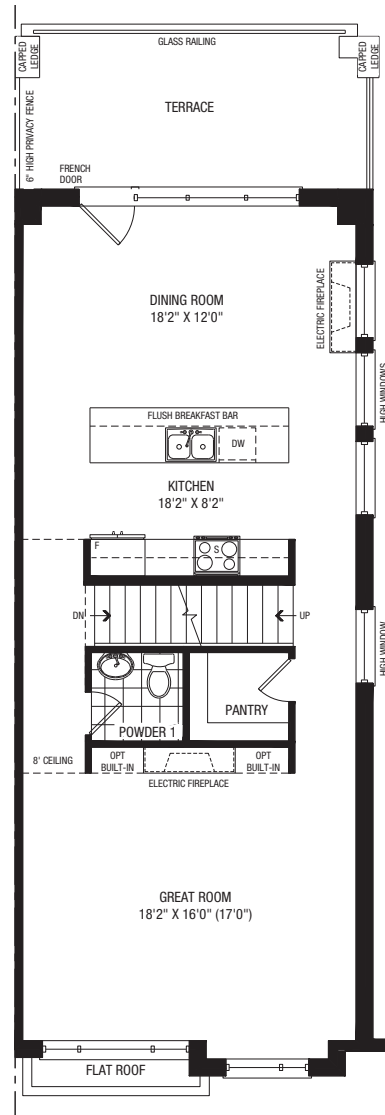 GLASS RAILING
CAPPED
LEDGE
CAPPED
LEDGE
TERRACE
6" HIGH PRIVACY FENCE
FRENCH
DOOR
DINING ROOM
18'2" X 12'0"
ELECTRIC FIREPLACE
HIGH WINDOWS
FLUSH BREAKFAST BAR
DW
KITCHEN
18'2" X 8'2"
F
S
DN
UP
HIGH WINDOW
POWDER 1
PANTRY
8' CEILING
OPT
BUILT-IN
OPT
BUILT-IN
ELECTRIC FIREPLACE
GREAT ROOM
18'2" X 16'0" (17'0")
FLAT ROOF